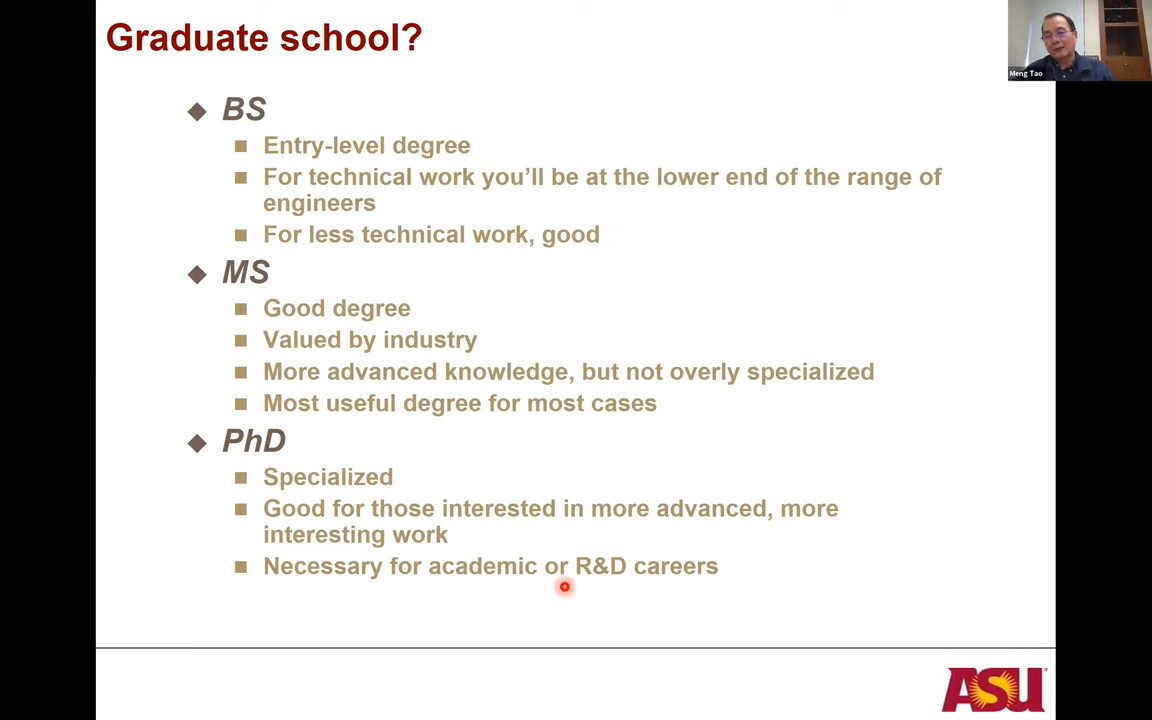 Graduate school?
Meng Tao
BS
Entry-level degree
For technical work you’ll be at the lower end of the range of
engineers
For less technical work, good
MS
Good degree
Valued by industry
More advanced knowledge, but not overly specialized
Most useful degree for most cases
PhD
Specialized
Good for those interested in more advanced, more
interesting work
Necessary for academic or R&D careers
ASU